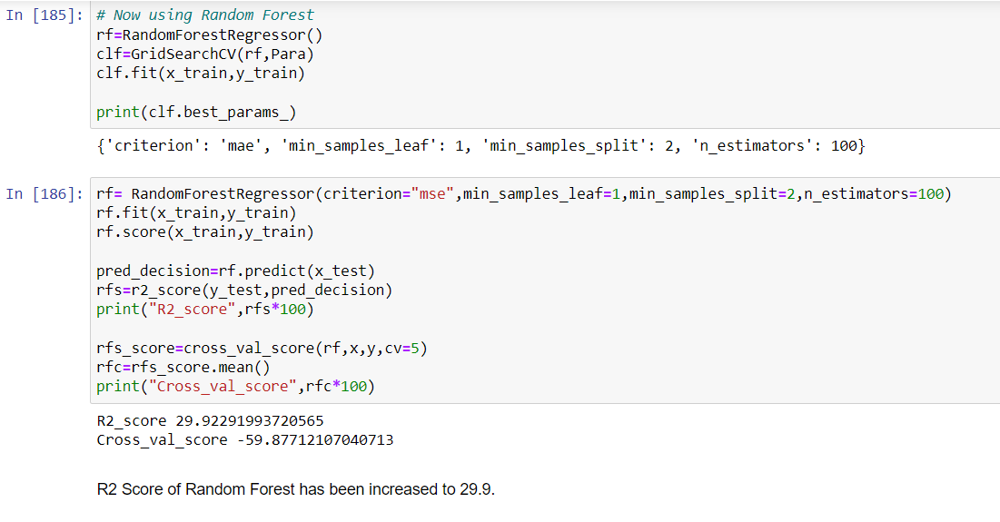 In [185]: # Now using Random Forest
rf=RandomForestRegressor()
clf=GridSearchCV(rf,Para)
clf.fit(x_train,y_train)
print(clf.best_params_)
{'criterion': 'mae', 'min_samples_leaf': 1, 'min_samples_split': 2, 'n_estimators': 100}
In [186]: rf= RandomForestRegressor(criterion="mse",min_samples_leaf=1,min_samples_split=2,n_estimators=100)
rf.fit(x_train,y_train)
rf.score(x_train,y_train)
pred_decision=rf.predict(x_test)
rfs=r2_score(y_test,pred_decision)
print("R2_score",rfs*100)
rfs_score=cross_val_score(rf,x,y,cv=5)
rfc=rfs_score.mean()
print("Cross_val_score",rfc*100)
R2_score 29.92291993720565
Cross_val_score -59.87712107040713
R2 Score of Random Forest has been increased to 29.9.